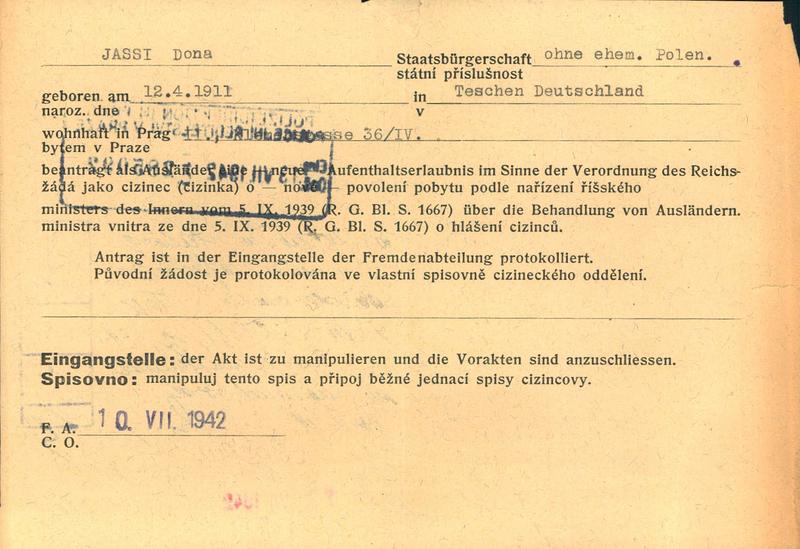 JASSI Dona
Staatsbürgerschaft ohne ehem. Polen.
státní příslušnost
geboren am 12.4.1911 in Teschen Deutschland
naroz. dne v
wohnhaft in Prag 36/IV.
bytem v Praze
beantragt als Ausländer eine — neue — Aufenthaltserlaubnis im Sinne der Verordnung des Reichs-
žádá jako cizinec (cizinka) o — nové — povolení pobytu podle nařízení říšského
ministers des Innern vom 5. IX. 1939 (R. G. Bl. S. 1667) über die Behandlung von Ausländern.
ministra vnitra ze dne 5. IX. 1939 (R. G. Bl. S. 1667) o hlášení cizinců.
Antrag ist in der Eingangstelle der Fremdenabteilung protokolliert.
Původní žádost je protokolována ve vlastní spisovně cizineckého oddělení.
Eingangstelle: der Akt ist zu manipulieren und die Vorakten sind anzuschliessen.
Spisovno: manipuluj tento spis a připoj běžné jednací spisy cizincovy.
F. A. 10. VII. 1942
C. O.